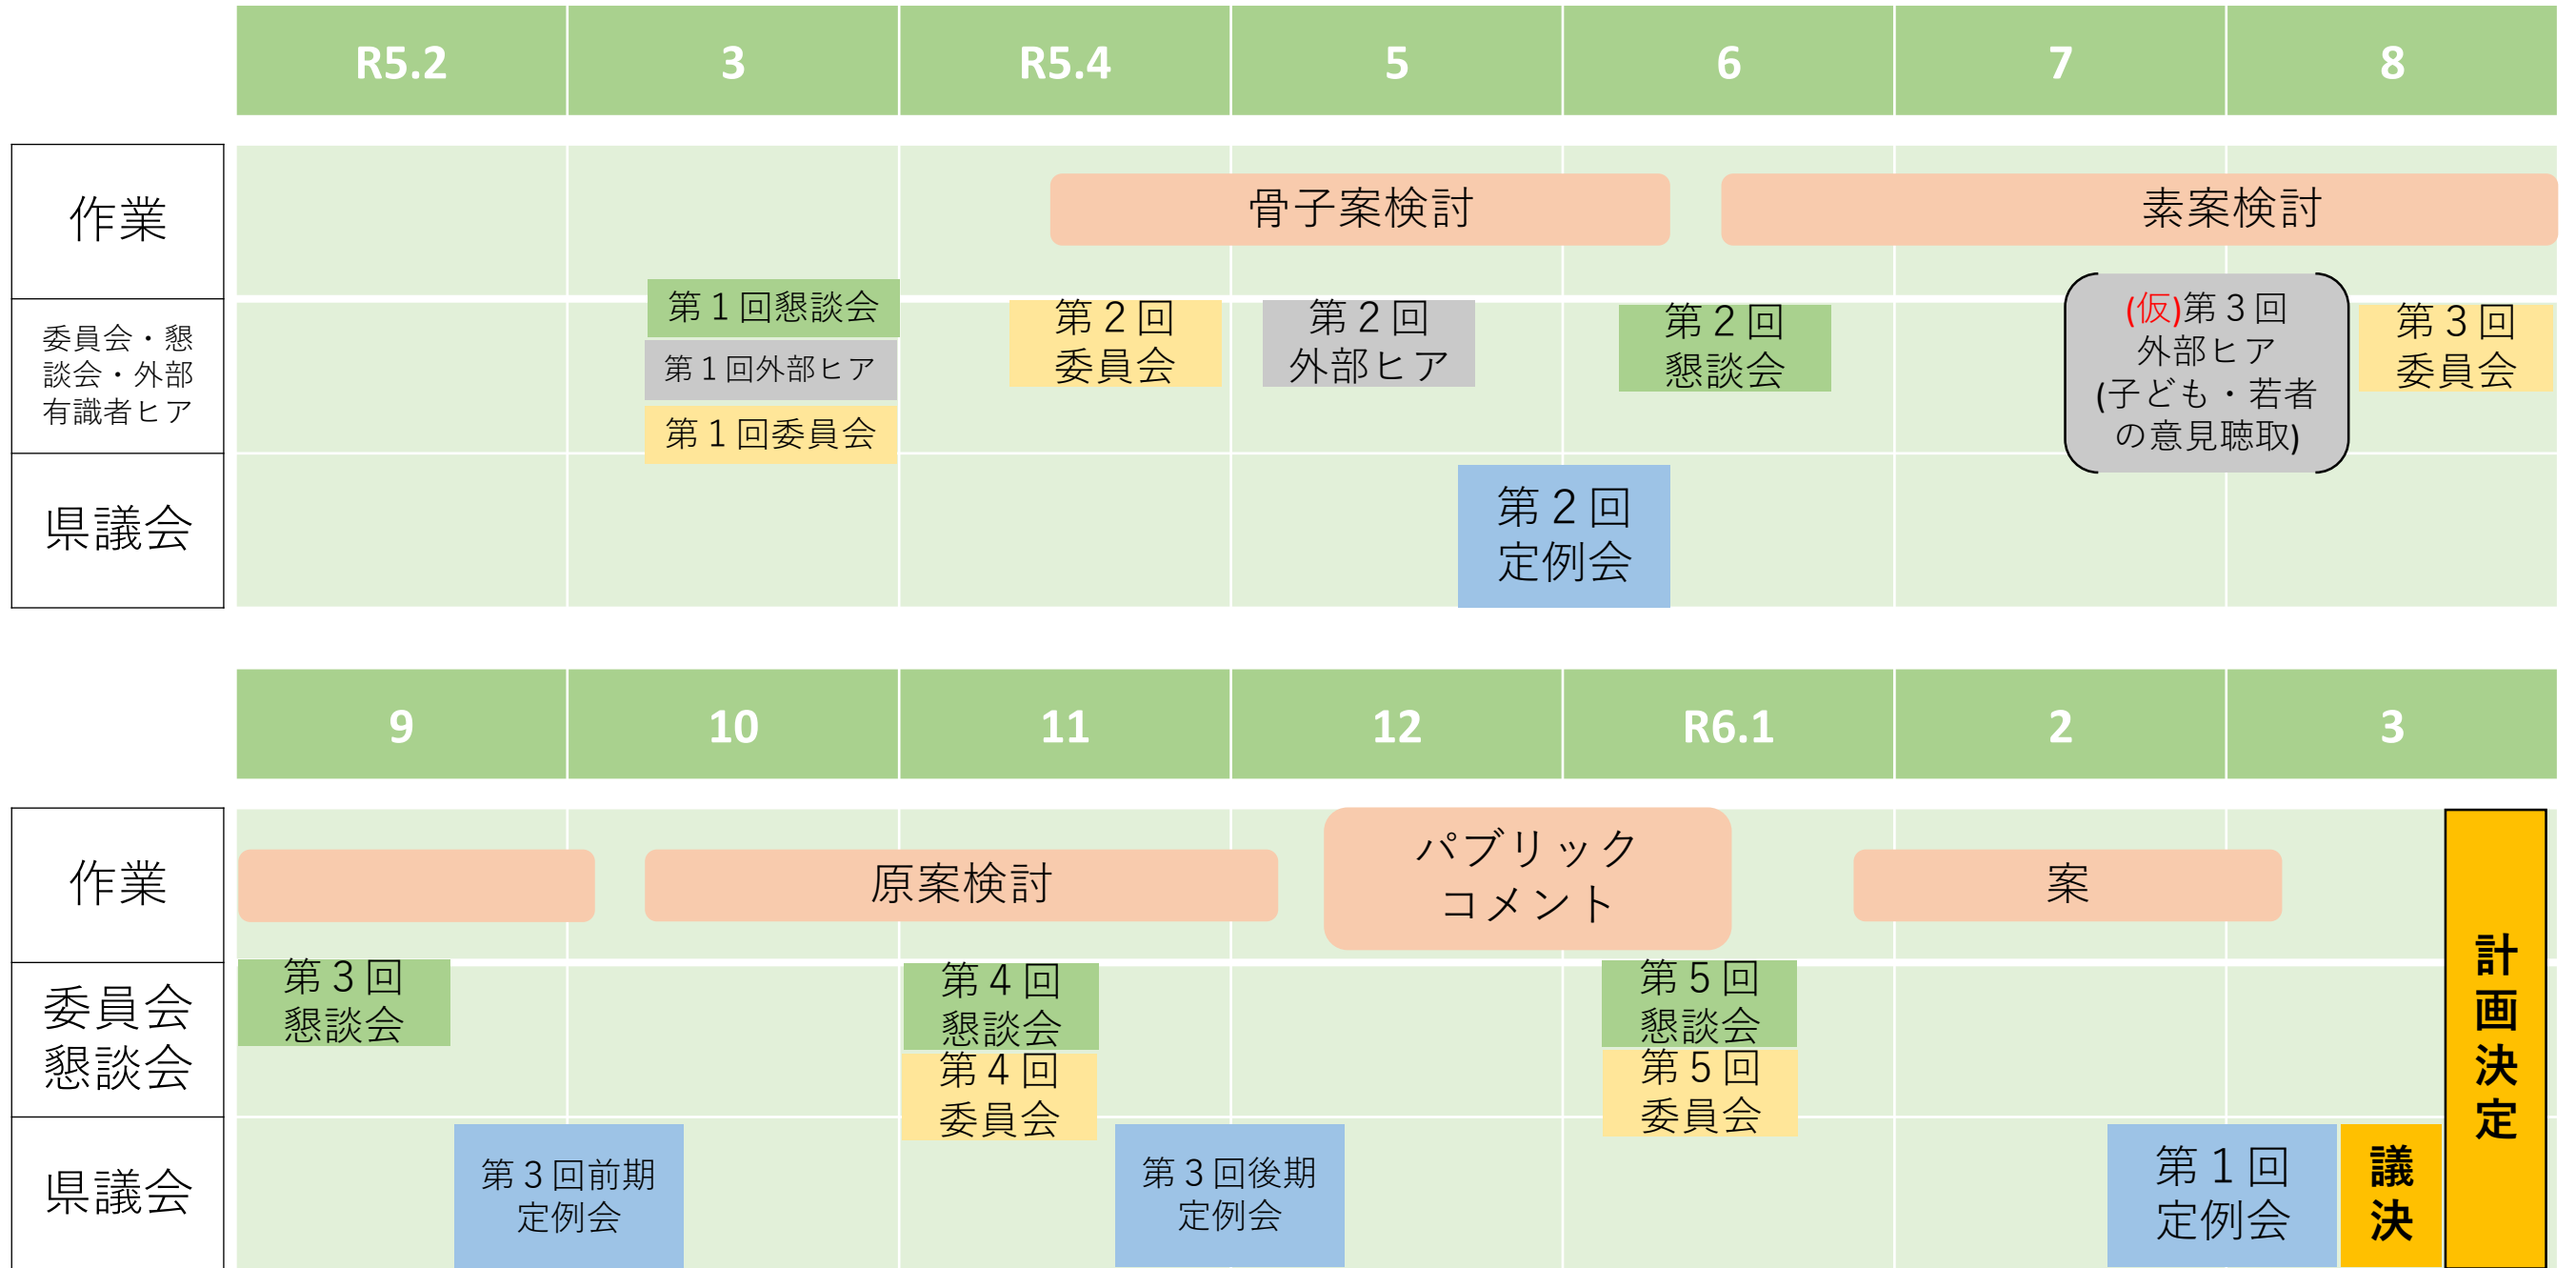 R5.2 3 R5.4 5 6 7 8
作業
骨子案検討
素案検討
委員会・懇
談会・外部
有識者ヒア
第1回懇談会
第1回外部ヒア
第1回委員会
第2回
委員会
第2回
外部ヒア
第2回
懇談会
(仮)第3回
外部ヒア
(子ども・若者
の意見聴取)
第3回
委員会
県議会
第2回
定例会
9 10 11 12 R6.1 2 3
作業
原案検討
パブリック
コメント
案
委員会
懇談会
第3回
懇談会
第4回
懇談会
第4回
委員会
第5回
懇談会
第5回
委員会
県議会
第3回前期
定例会
第3回後期
定例会
第1回
定例会
議決
計画決定